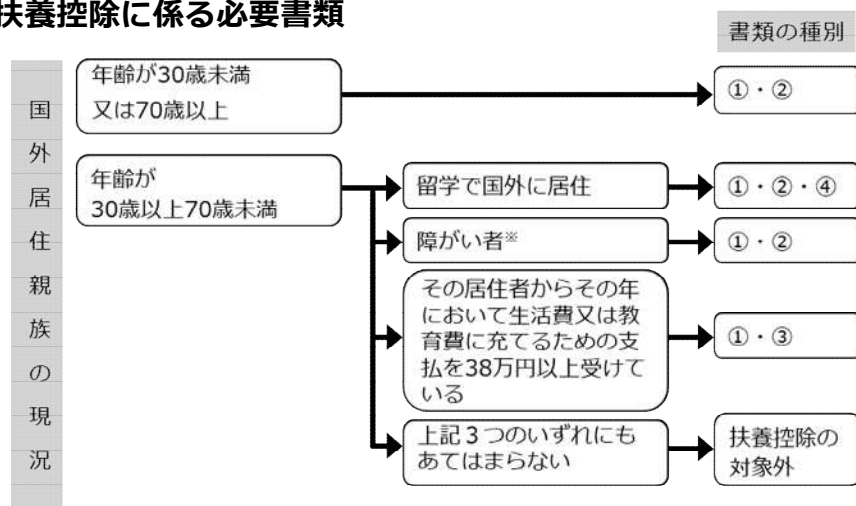 扶養控除に係る必要書類
書類の種別
国外居住親族の現況
年齢が30歳未満
又は70歳以上
①・②
年齢が
30歳以上70歳未満
留学で国外に居住
①・②・④
障がい者※
①・②
その居住者からその年
において生活費又は教
育費に充てるための支
払を38万円以上受けて
いる
①・③
上記３つのいずれにも
あてはまらない
扶養控除の
対象外